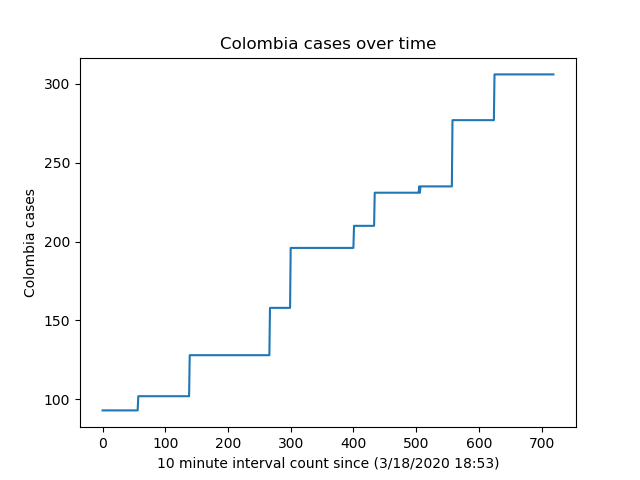 Colombia cases over time
300
250
200
150
100
Colombia cases
0 100 200 300 400 500 600 700
10 minute interval count since (3/18/2020 18:53)